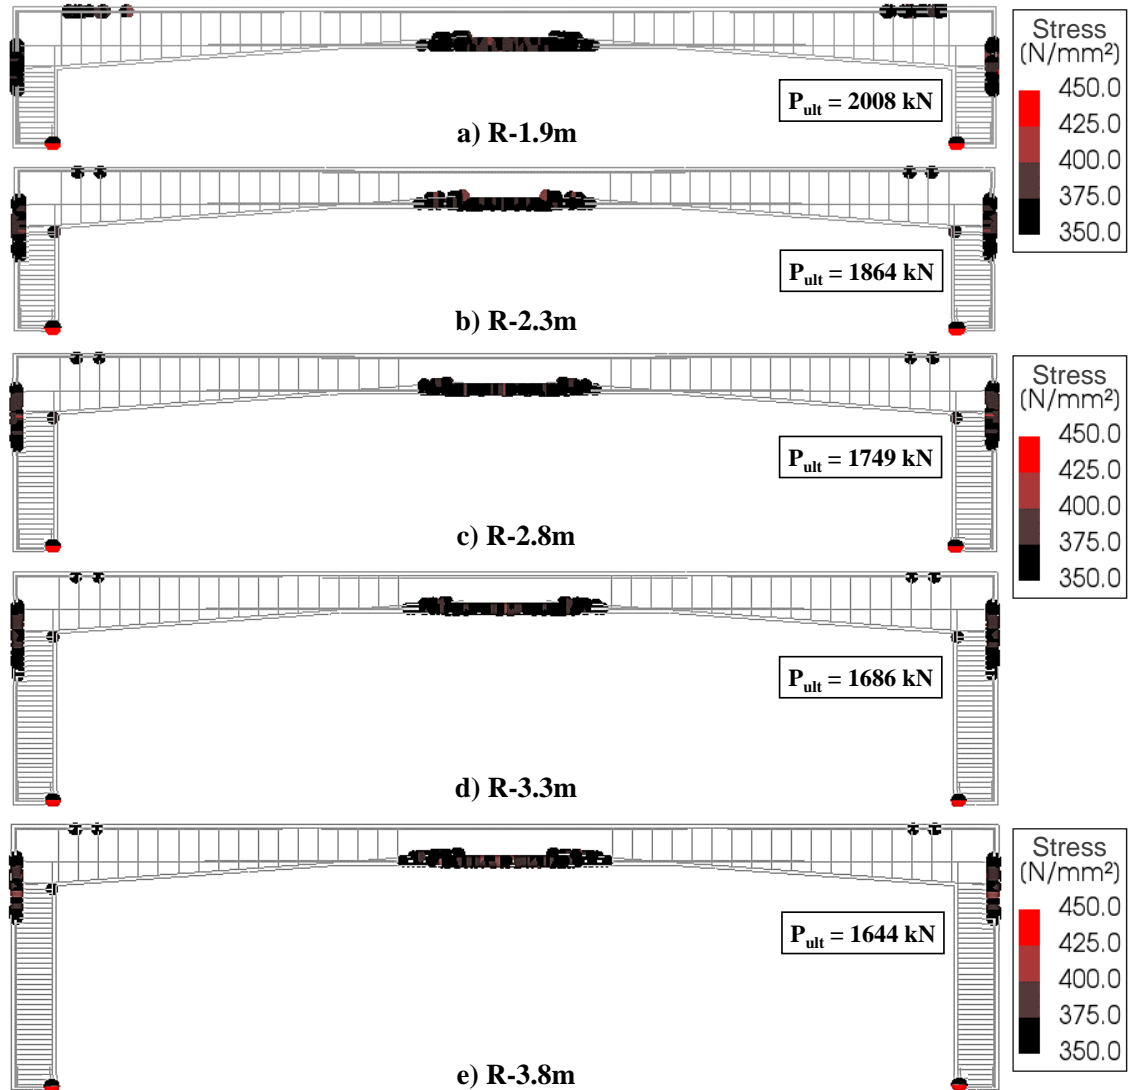 Stress
(N/mm²)
450.0
425.0
400.0
375.0
350.0
P_ult = 2008 kN
a) R-1.9m
P_ult = 1864 kN
b) R-2.3m
Stress
(N/mm²)
450.0
425.0
400.0
375.0
350.0
P_ult = 1749 kN
c) R-2.8m
P_ult = 1686 kN
d) R-3.3m
Stress
(N/mm²)
450.0
425.0
400.0
375.0
350.0
P_ult = 1644 kN
e) R-3.8m